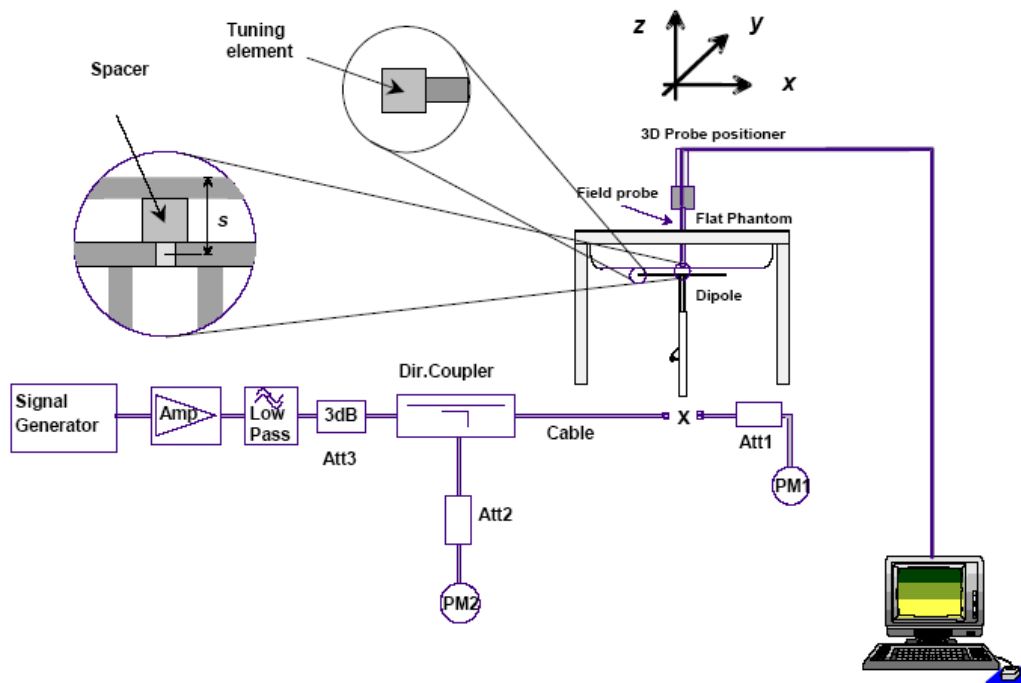 Tuning
element
Spacer
z
y
x
3D Probe positioner
Field probe
Flat Phantom
s
Dipole
Dir.Coupler
Signal
Generator
Amp
Low
Pass
3dB
Att3
Cable
X
Att1
PM1
Att2
PM2